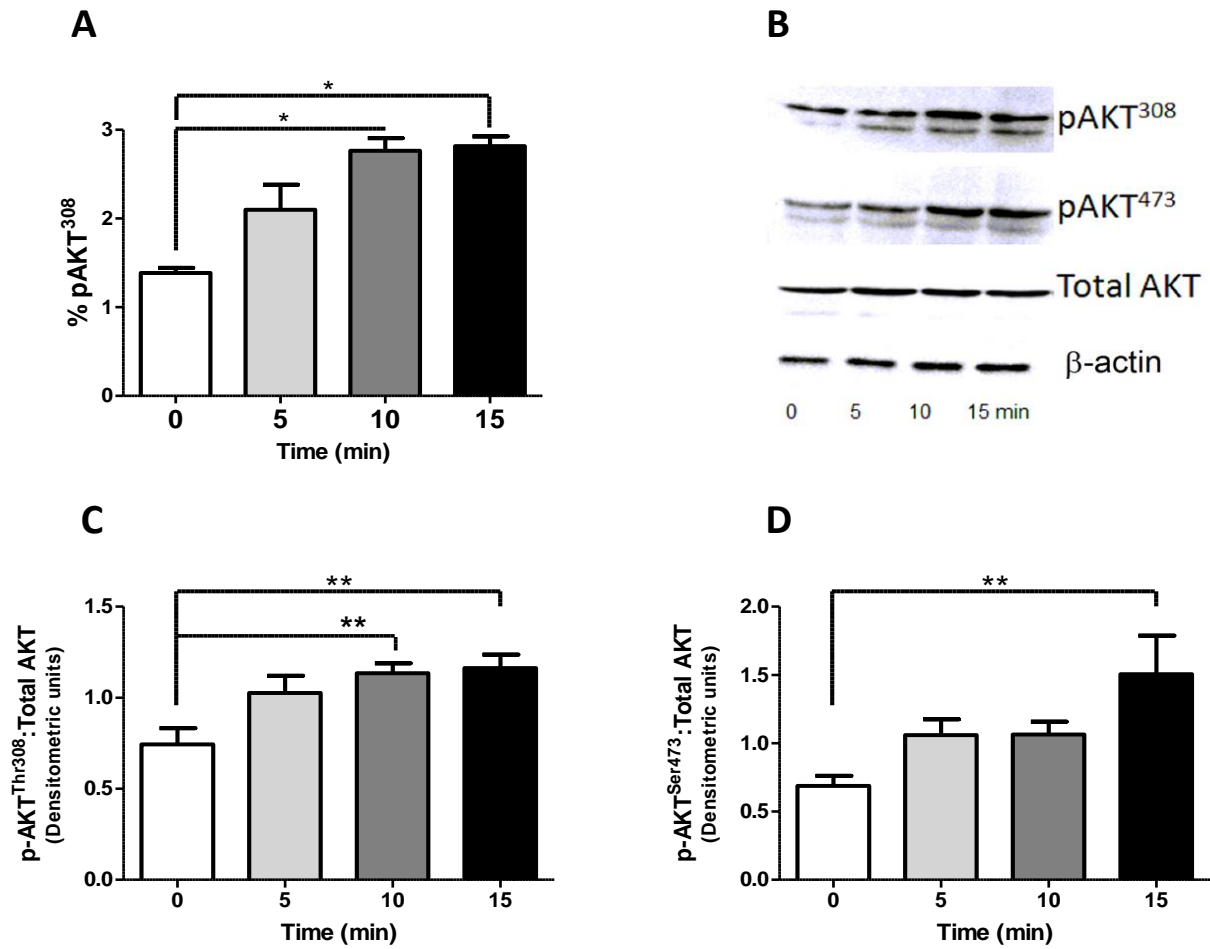 A
*
*
3
2
1
0
% pAKT³⁰⁸
0 5 10 15
Time (min)
B
pAKT³⁰⁸
pAKT⁴⁷³
Total AKT
β-actin
0 5 10 15 min
C
**
**
1.5
1.0
0.5
0.0
p-AKTᵀʰʳ³⁰⁸:Total AKT
(Densitometric units)
0 5 10 15
Time (min)
D
**
2.0
1.5
1.0
0.5
0.0
p-AKTˢᵉʳ⁴⁷³:Total AKT
(Densitometric units)
0 5 10 15
Time (min)